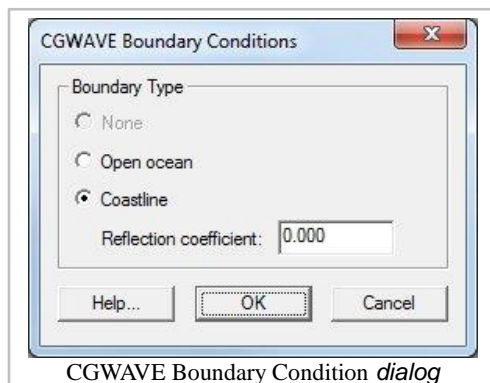 CGWAVE Boundary Conditions
Boundary Type
None
Open ocean
Coastline
Reflection coefficient: 0.000
Help... OK Cancel
CGWAVE Boundary Condition dialog